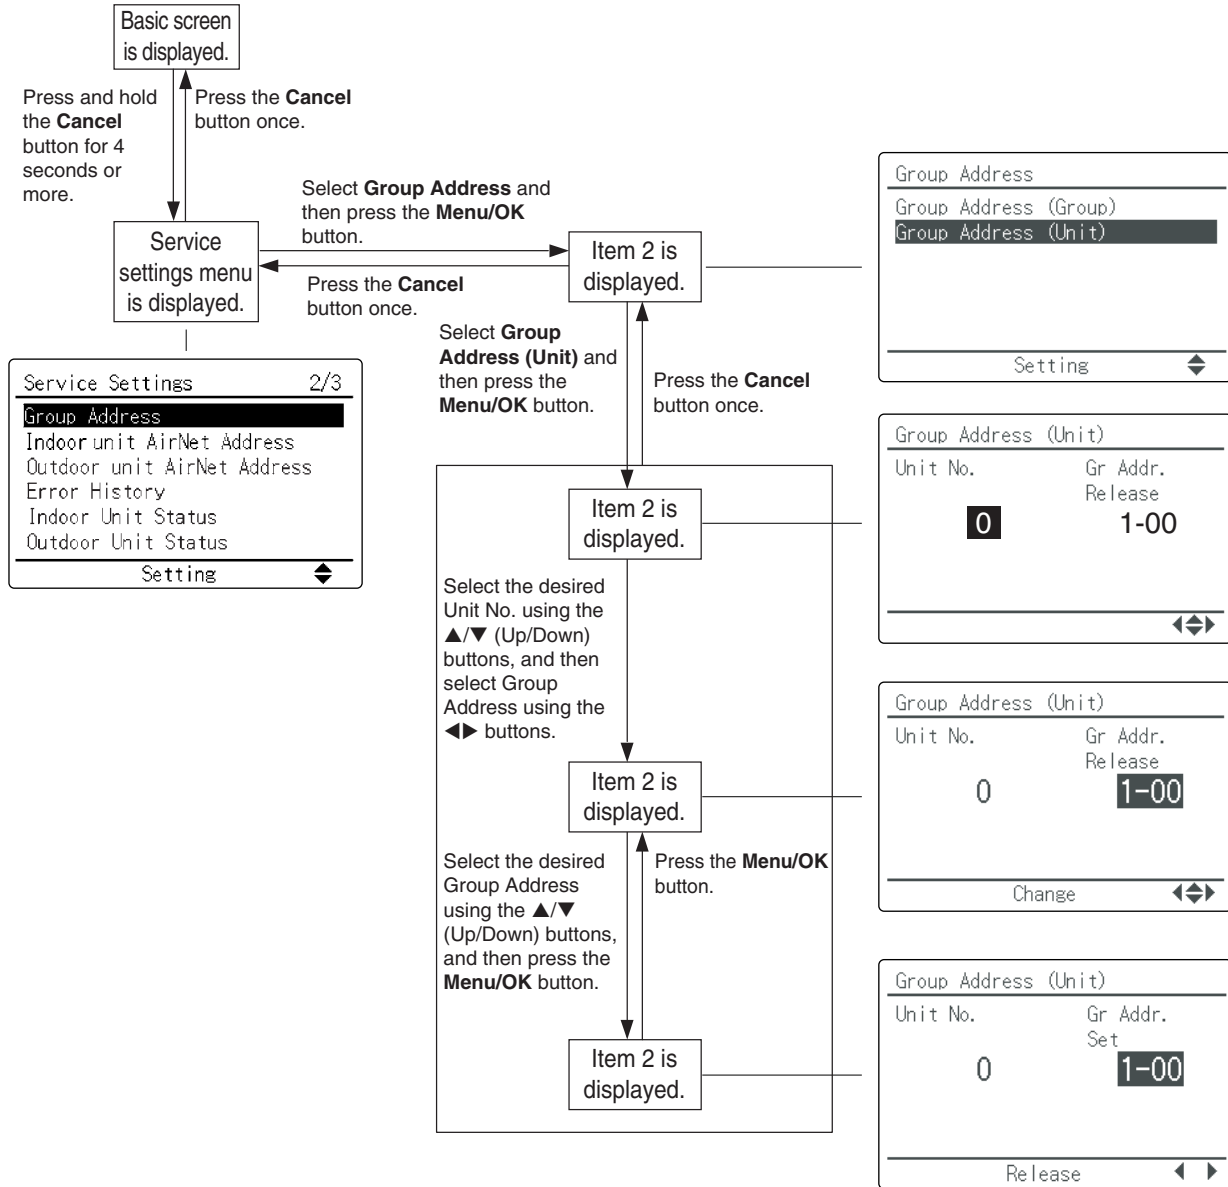 Basic screen
is displayed.
Press and hold
the Cancel
button for 4
seconds or
more.
Press the Cancel
button once.
Service
settings menu
is displayed.
Select Group Address and
then press the Menu/OK
button.
Press the Cancel
button once.
Item 2 is
displayed.
Group Address
Group Address (Group)
Group Address (Unit)
Setting
Service Settings 2/3
Group Address
Indoor unit AirNet Address
Outdoor unit AirNet Address
Error History
Indoor Unit Status
Outdoor Unit Status
Setting
Select Group
Address (Unit) and
then press the
Menu/OK button.
Press the Cancel
button once.
Item 2 is
displayed.
Group Address (Unit)
Unit No. Gr Addr.
Release
0 1-00
Select the desired
Unit No. using the
▲/▼ (Up/Down)
buttons, and then
select Group
Address using the
◀▶ buttons.
Item 2 is
displayed.
Group Address (Unit)
Unit No. Gr Addr.
Release
0 1-00
Change
Select the desired
Group Address
using the ▲/▼
(Up/Down) buttons,
and then press the
Menu/OK button.
Press the Menu/OK
button.
Item 2 is
displayed.
Group Address (Unit)
Unit No. Gr Addr.
Set
0 1-00
Release